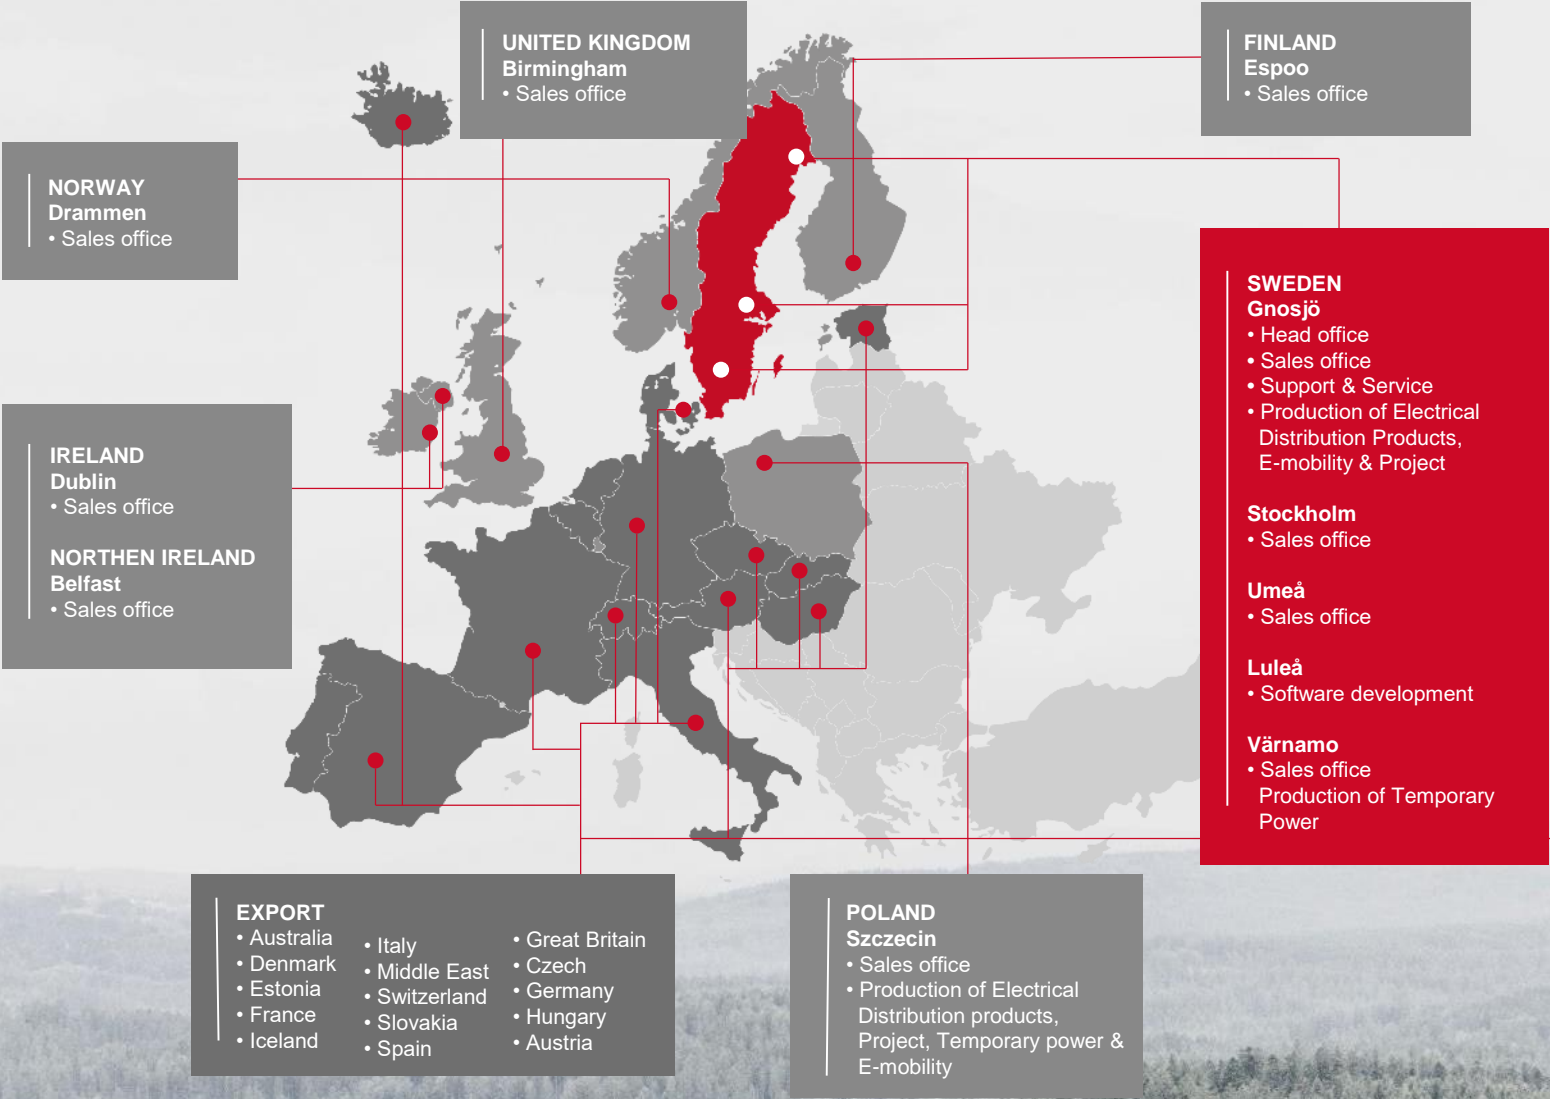 UNITED KINGDOM
Birmingham
• Sales office
FINLAND
Espoo
• Sales office
NORWAY
Drammen
• Sales office
SWEDEN
Gnosjö
• Head office
• Sales office
• Support & Service
• Production of Electrical
Distribution Products,
E-mobility & Project
Stockholm
• Sales office
Umeå
• Sales office
Luleå
• Software development
Värnamo
• Sales office
Production of Temporary
Power
IRELAND
Dublin
• Sales office
NORTHEN IRELAND
Belfast
• Sales office
EXPORT
• Australia
• Denmark
• Estonia
• France
• Iceland
• Italy
• Middle East
• Switzerland
• Slovakia
• Spain
• Great Britain
• Czech
• Germany
• Hungary
• Austria
POLAND
Szczecin
• Sales office
• Production of Electrical
Distribution products,
Project, Temporary power &
E-mobility